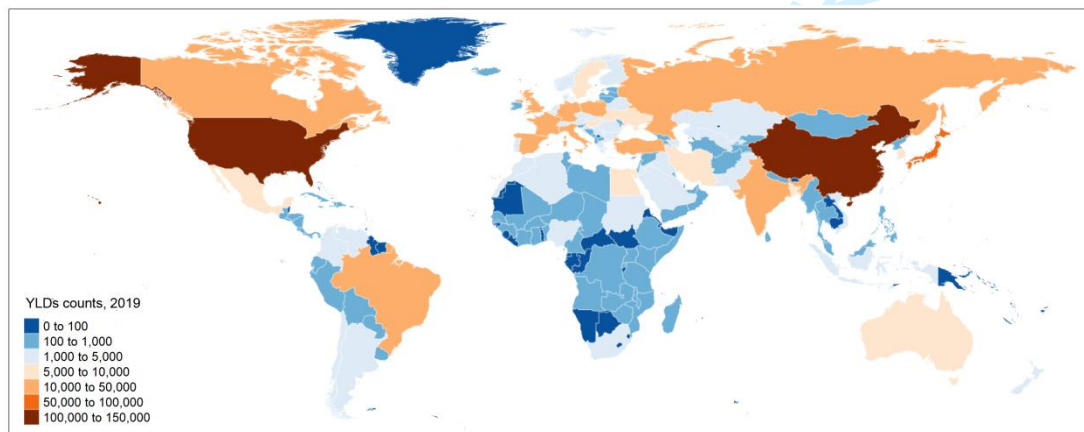 YLDs counts, 2019
0 to 100
100 to 1,000
1,000 to 5,000
5,000 to 10,000
10,000 to 50,000
50,000 to 100,000
100,000 to 150,000